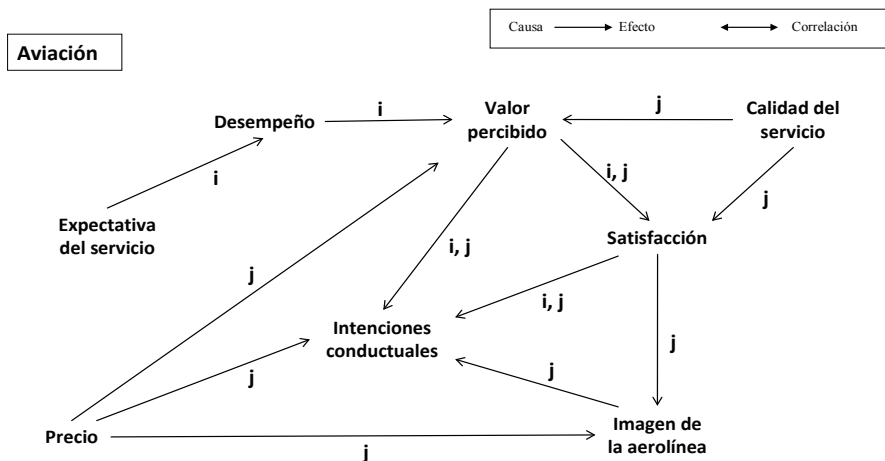 Causa Efecto Correlación
Aviación
Desempeño
i
Valor
percibido
j
Calidad del
servicio
i
Expectativa
del servicio
i, j
j
Satisfacción
j
i, j
i, j
Intenciones
conductuales
j
j
j
Precio
j
Imagen de
la aerolínea